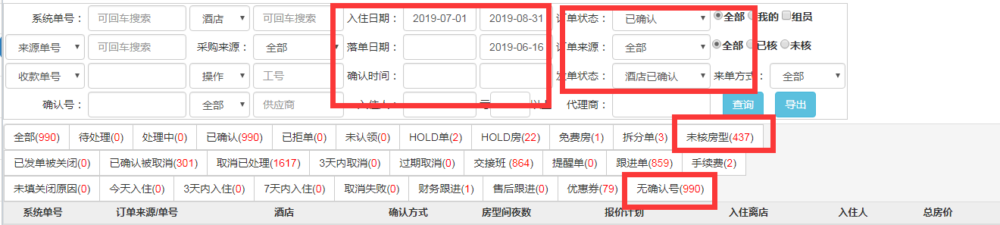 系统单号： 可回车搜索 酒店 可回车搜索 入住日期： 2019-07-01 2019-08-31 订单状态： 已确认 全部 我的 组员
来源单号 可回车搜索 采购来源： 全部 落单日期： 2019-06-16 订单来源： 全部 全部 已核 未核
收款单号 操作 工号 确认时间： 发单状态： 酒店已确认 来单方式： 全部
确认号： 全部 供应商 入住人： 代理商： 查询 导出
全部(990) 待处理(0) 处理中(0) 已确认(990) 已拒单(0) 未认领(0) HOLD单(2) HOLD房(22) 免费房(1) 拆分单(3) 未核房型(437)
已发单被关闭(0) 已确认被取消(301) 取消已处理(1617) 3天内取消(0) 过期取消(0) 交接班 (864) 提醒单(0) 跟进单(859) 手续费(2)
未填关闭原因(0) 今天入住(0) 3天内入住(0) 7天内入住(0) 取消失败(0) 财务跟进(1) 售后跟进(0) 优惠券(79) 无确认号(990)
系统单号 订单来源/单号 酒店 确认方式 房型间夜数 报价计划 入住离店 入住人 总房价